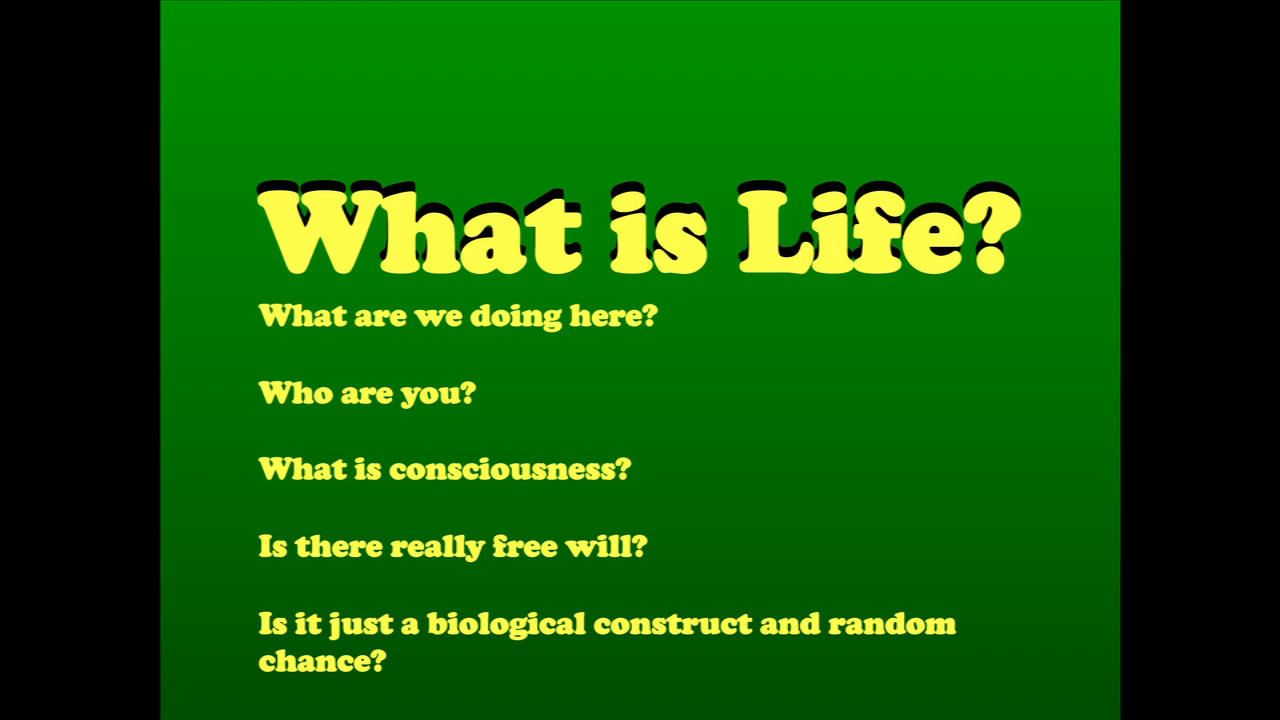 What is Life?
What are we doing here?
Who are you?
What is consciousness?
Is there really free will?
Is it just a biological construct and random
chance?